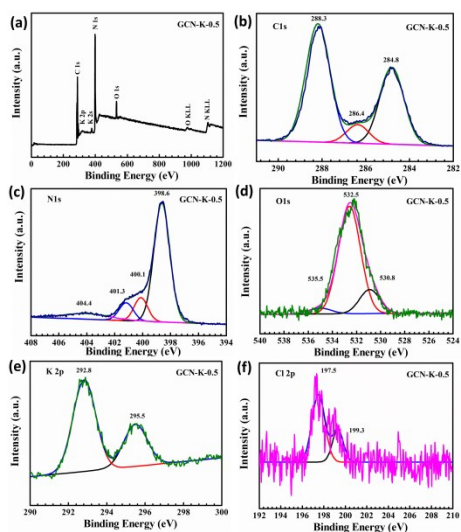 (a)
GCN-K-0.5
N 1s
C 1s
K 2p
K 2s
O 1s
O KLL
N KLL
Intensity (a.u.)
0 200 400 600 800 1000 1200
Binding Energy (eV)
(b)
C1s
GCN-K-0.5
288.3
286.4
284.8
Intensity (a.u.)
290 288 286 284 282
Binding Energy (eV)
(c)
N1s
GCN-K-0.5
398.6
400.1
401.3
404.4
Intensity (a.u.)
408 406 404 402 400 398 396 394
Binding Energy (eV)
(d)
O1s
GCN-K-0.5
532.5
535.5
530.8
Intensity (a.u.)
540 538 536 534 532 530 528 526 524
Binding Energy (eV)
(e)
K 2p
GCN-K-0.5
292.8
295.5
Intensity (a.u.)
290 292 294 296 298 300
Binding Energy (eV)
(f)
Cl 2p
GCN-K-0.5
197.5
199.3
Intensity (a.u.)
192 194 196 198 200 202 204 206 208 210
Binding Energy (eV)